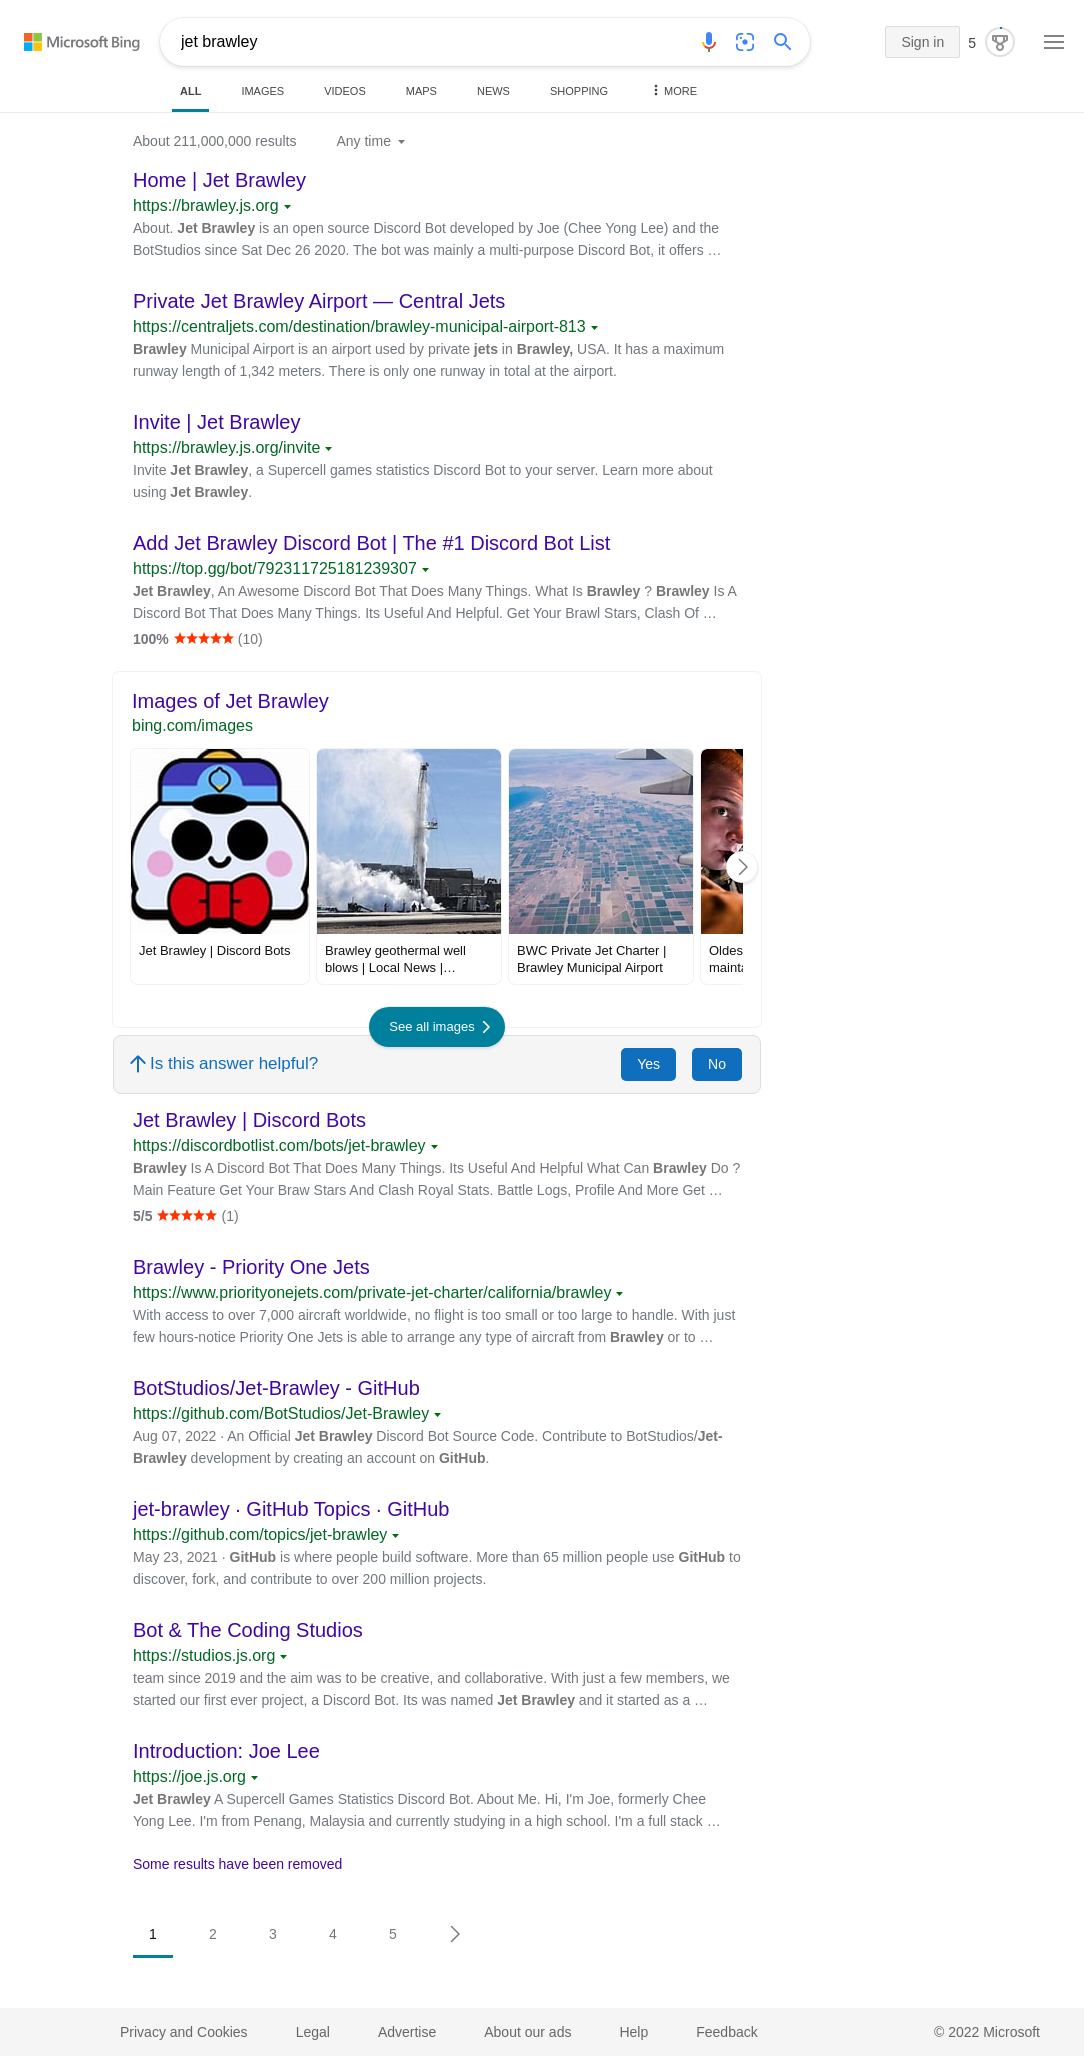 Microsoft Bing
jet brawley
Sign in
5
ALL
IMAGES
VIDEOS
MAPS
NEWS
SHOPPING
MORE
About 211,000,000 results
Any time
Home | Jet Brawley
https://brawley.js.org
About. Jet Brawley is an open source Discord Bot developed by Joe (Chee Yong Lee) and the
BotStudios since Sat Dec 26 2020. The bot was mainly a multi-purpose Discord Bot, it offers …
Private Jet Brawley Airport — Central Jets
https://centraljets.com/destination/brawley-municipal-airport-813
Brawley Municipal Airport is an airport used by private jets in Brawley, USA. It has a maximum
runway length of 1,342 meters. There is only one runway in total at the airport.
Invite | Jet Brawley
https://brawley.js.org/invite
Invite Jet Brawley, a Supercell games statistics Discord Bot to your server. Learn more about
using Jet Brawley.
Add Jet Brawley Discord Bot | The #1 Discord Bot List
https://top.gg/bot/792311725181239307
Jet Brawley, An Awesome Discord Bot That Does Many Things. What Is Brawley ? Brawley Is A
Discord Bot That Does Many Things. Its Useful And Helpful. Get Your Brawl Stars, Clash Of …
100% ★★★★★ (10)
Images of Jet Brawley
bing.com/images
Jet Brawley | Discord Bots
Brawley geothermal well
blows | Local News |…
BWC Private Jet Charter |
Brawley Municipal Airport
Oldes
mainta
See all images
Is this answer helpful?
Yes
No
Jet Brawley | Discord Bots
https://discordbotlist.com/bots/jet-brawley
Brawley Is A Discord Bot That Does Many Things. Its Useful And Helpful What Can Brawley Do ?
Main Feature Get Your Braw Stars And Clash Royal Stats. Battle Logs, Profile And More Get …
5/5 ★★★★★ (1)
Brawley - Priority One Jets
https://www.priorityonejets.com/private-jet-charter/california/brawley
With access to over 7,000 aircraft worldwide, no flight is too small or too large to handle. With just
few hours-notice Priority One Jets is able to arrange any type of aircraft from Brawley or to …
BotStudios/Jet-Brawley - GitHub
https://github.com/BotStudios/Jet-Brawley
Aug 07, 2022 · An Official Jet Brawley Discord Bot Source Code. Contribute to BotStudios/Jet-
Brawley development by creating an account on GitHub.
jet-brawley · GitHub Topics · GitHub
https://github.com/topics/jet-brawley
May 23, 2021 · GitHub is where people build software. More than 65 million people use GitHub to
discover, fork, and contribute to over 200 million projects.
Bot & The Coding Studios
https://studios.js.org
team since 2019 and the aim was to be creative, and collaborative. With just a few members, we
started our first ever project, a Discord Bot. Its was named Jet Brawley and it started as a …
Introduction: Joe Lee
https://joe.js.org
Jet Brawley A Supercell Games Statistics Discord Bot. About Me. Hi, I'm Joe, formerly Chee
Yong Lee. I'm from Penang, Malaysia and currently studying in a high school. I'm a full stack …
Some results have been removed
1
2
3
4
5
Privacy and Cookies
Legal
Advertise
About our ads
Help
Feedback
© 2022 Microsoft